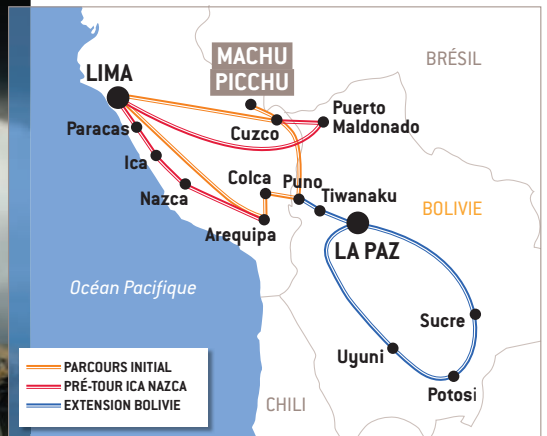 MACHU
PICCHU
BRÉSIL
LIMA
Puerto
Maldonado
Paracas
Cuzco
Ica
Colca
Puno
Tiwanaku
Nazca
BOLIVIE
Arequipa
LA PAZ
Océan Pacifique
Sucre
Uyuni
Potosi
PARCOURS INITIAL
PRÉ-TOUR ICA NAZCA
EXTENSION BOLIVIE
CHILI